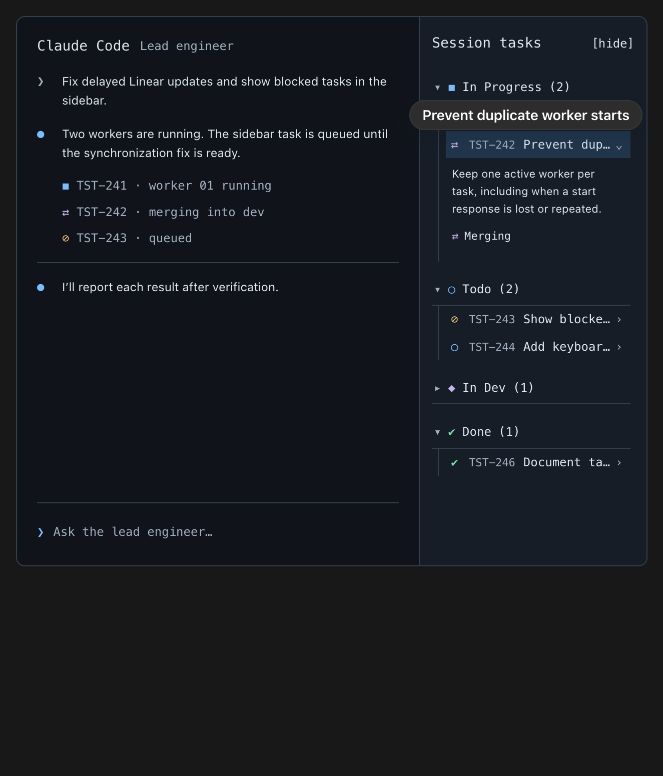 Claude Code Lead engineer
❯ Fix delayed Linear updates and show blocked tasks in the
sidebar.
● Two workers are running. The sidebar task is queued until
the synchronization fix is ready.
■ TST-241 · worker 01 running
⇄ TST-242 · merging into dev
⊘ TST-243 · queued
● I’ll report each result after verification.
❯ Ask the lead engineer…
Session tasks [hide]
▾ ■ In Progress (2)
Prevent duplicate worker starts
⇄ TST-242 Prevent dup… ⌄
Keep one active worker per
task, including when a start
response is lost or repeated.
⇄ Merging
▾ ○ Todo (2)
⊘ TST-243 Show blocke… ›
○ TST-244 Add keyboar… ›
▸ ◆ In Dev (1)
▾ ✔ Done (1)
✔ TST-246 Document ta… ›